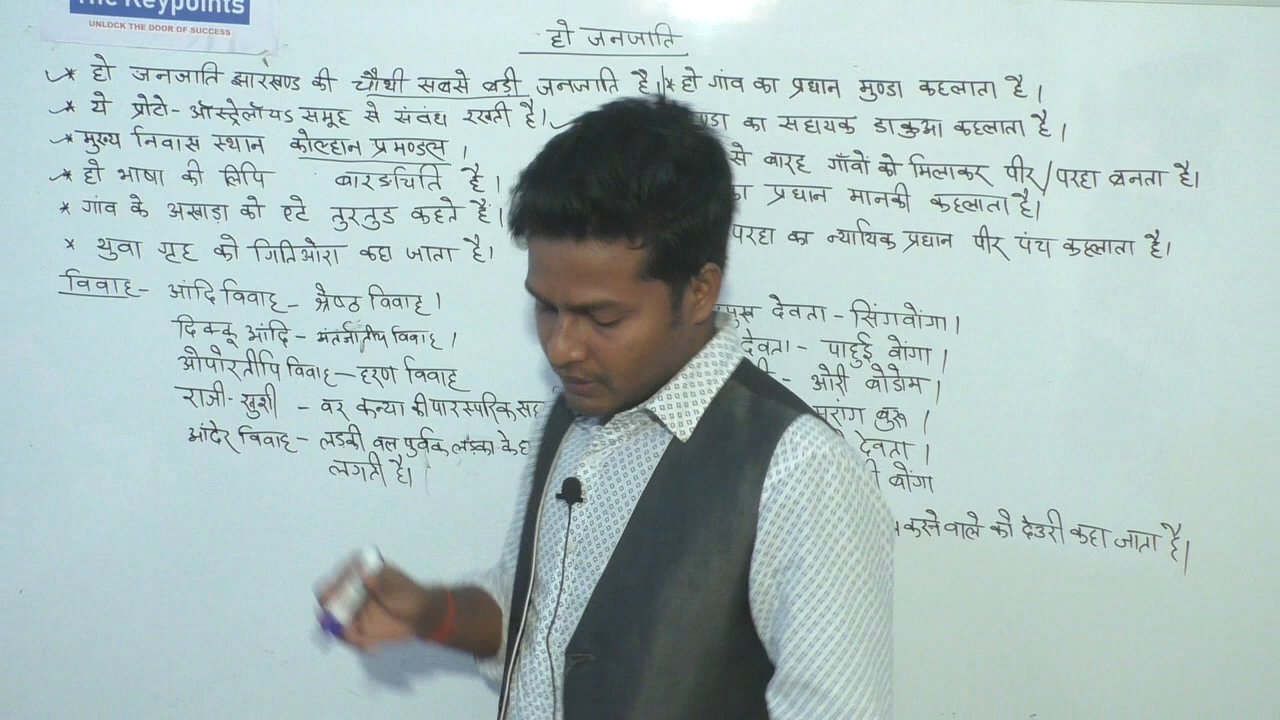 The Keypoints
UNLOCK THE DOOR OF SUCCESS
हो जनजाति
* हो जनजाति झारखण्ड की चौथी सबसे बड़ी जनजाति है।
* ये प्रोटो-ऑस्ट्रेलॉयड समूह से संबंध रखती है।
* मुख्य निवास स्थान कोल्हान प्रमण्डल।
* हो भाषा की लिपि वारङचिति है।
* गांव के अखाड़ा को एटे तुरतुड कहते हैं।
* युवा गृह को गितिओरा कहा जाता है।
विवाह- आंदि विवाह - श्रेष्ठ विवाह।
दिक्कू आंदि - अंतर्जातीय विवाह।
ओपोरतीपि विवाह - हरण विवाह
राजी-खुशी - वर कन्या की पारस्परिक
आंदेर विवाह - लडकी बल पुर्वक लड़का के
लगती है।
* हो गांव का प्रधान मुण्डा कहलाता है।
का सहायक डाकुआ कहलाता है।
से बारह गाँवो को मिलाकर पीर/परहा बनता है।
का प्रधान मानकी कहलाता है।
परहा का न्यायिक प्रधान पीर पंच कहलाता है।
देवता - सिंगबोंगा।
देवता - पाहुई बोंगा।
- ओरी बोडोम।
बुरू।
देवता।
बोंगा
करने वाले को देउरी कहा जाता है।